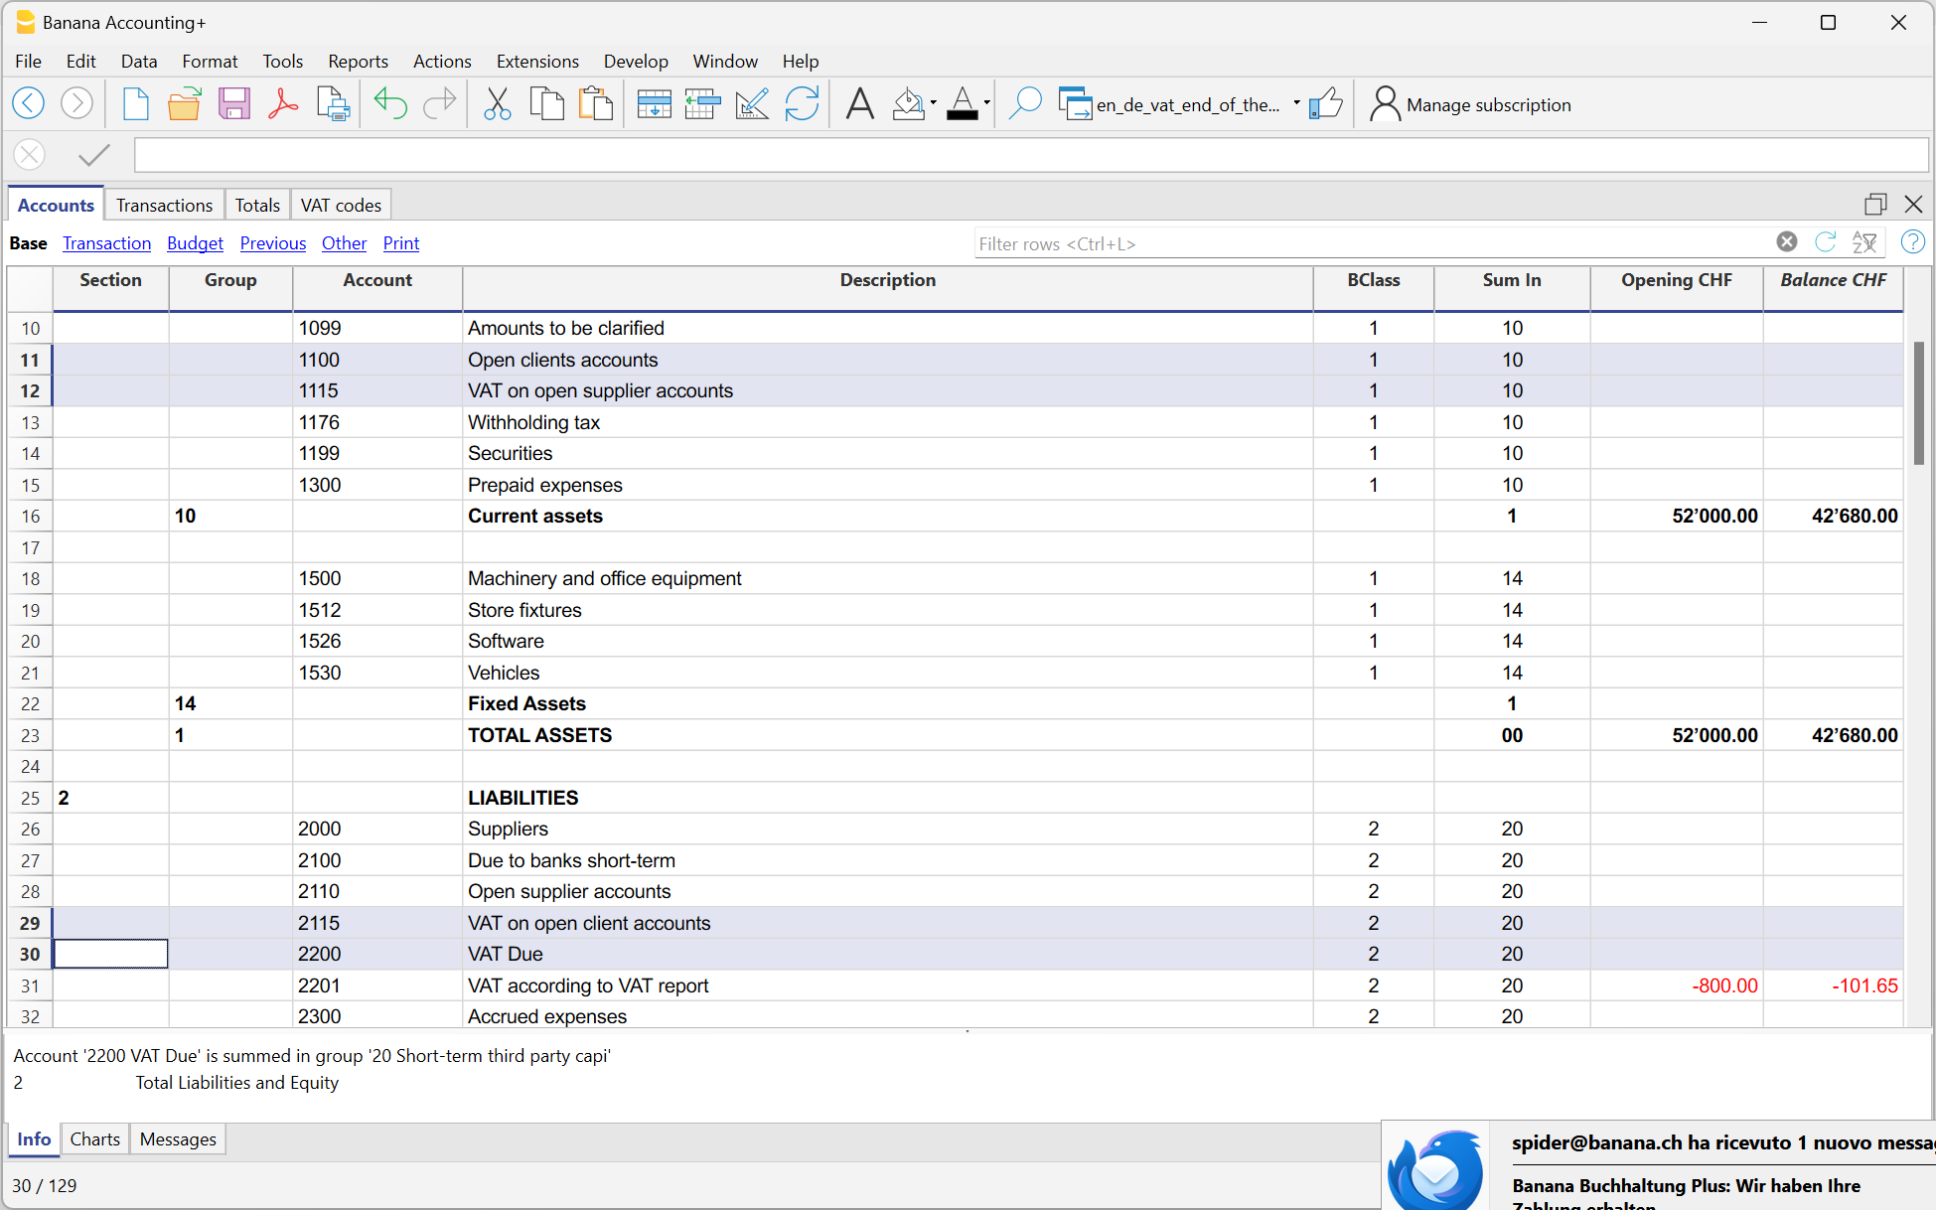 Banana Accounting+
File Edit Data Format Tools Reports Actions Extensions Develop Window Help
en_de_vat_end_of_the... Manage subscription
Accounts Transactions Totals VAT codes
Base Transaction Budget Previous Other Print Filter rows <Ctrl+L>
Section Group Account Description BClass Sum In Opening CHF Balance CHF
10 1099 Amounts to be clarified 1 10
11 1100 Open clients accounts 1 10
12 1115 VAT on open supplier accounts 1 10
13 1176 Withholding tax 1 10
14 1199 Securities 1 10
15 1300 Prepaid expenses 1 10
16 10 Current assets 1 52’000.00 42’680.00
17
18 1500 Machinery and office equipment 1 14
19 1512 Store fixtures 1 14
20 1526 Software 1 14
21 1530 Vehicles 1 14
22 14 Fixed Assets 1
23 1 TOTAL ASSETS 00 52’000.00 42’680.00
24
25 2 LIABILITIES
26 2000 Suppliers 2 20
27 2100 Due to banks short-term 2 20
28 2110 Open supplier accounts 2 20
29 2115 VAT on open client accounts 2 20
30 2200 VAT Due 2 20
31 2201 VAT according to VAT report 2 20 -800.00 -101.65
32 2300 Accrued expenses 2 20
Account '2200 VAT Due' is summed in group '20 Short-term third party capi'
2 Total Liabilities and Equity
Info Charts Messages
30 / 129
spider@banana.ch ha ricevuto 1 nuovo messa
Banana Buchhaltung Plus: Wir haben Ihre
Zahlung erhalten